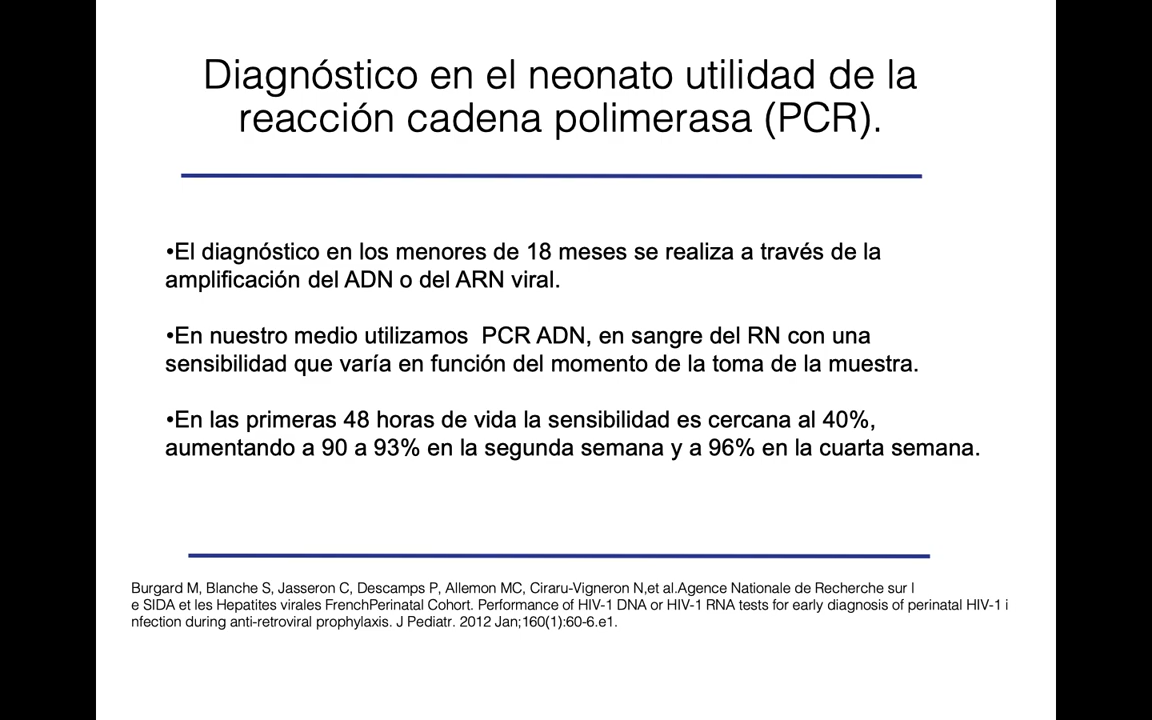 Diagnóstico en el neonato utilidad de la
reacción cadena polimerasa (PCR).
•El diagnóstico en los menores de 18 meses se realiza a través de la
amplificación del ADN o del ARN viral.
•En nuestro medio utilizamos  PCR ADN, en sangre del RN con una
sensibilidad que varía en función del momento de la toma de la muestra.
•En las primeras 48 horas de vida la sensibilidad es cercana al 40%,
aumentando a 90 a 93% en la segunda semana y a 96% en la cuarta semana.
Burgard M, Blanche S, Jasseron C, Descamps P, Allemon MC, Ciraru-Vigneron N,et al.Agence Nationale de Recherche sur l
e SIDA et les Hepatites virales FrenchPerinatal Cohort. Performance of HIV-1 DNA or HIV-1 RNA tests for early diagnosis of perinatal HIV-1 i
nfection during anti-retroviral prophylaxis. J Pediatr. 2012 Jan;160(1):60-6.e1.